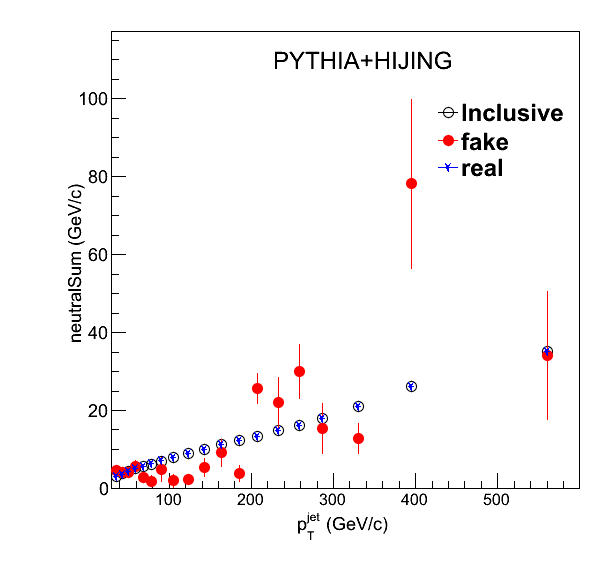 PYTHIA+HIJING
Inclusive
fake
real
neutralSum (GeV/c)
100
80
60
40
20
0
100 200 300 400 500
p_T^jet (GeV/c)